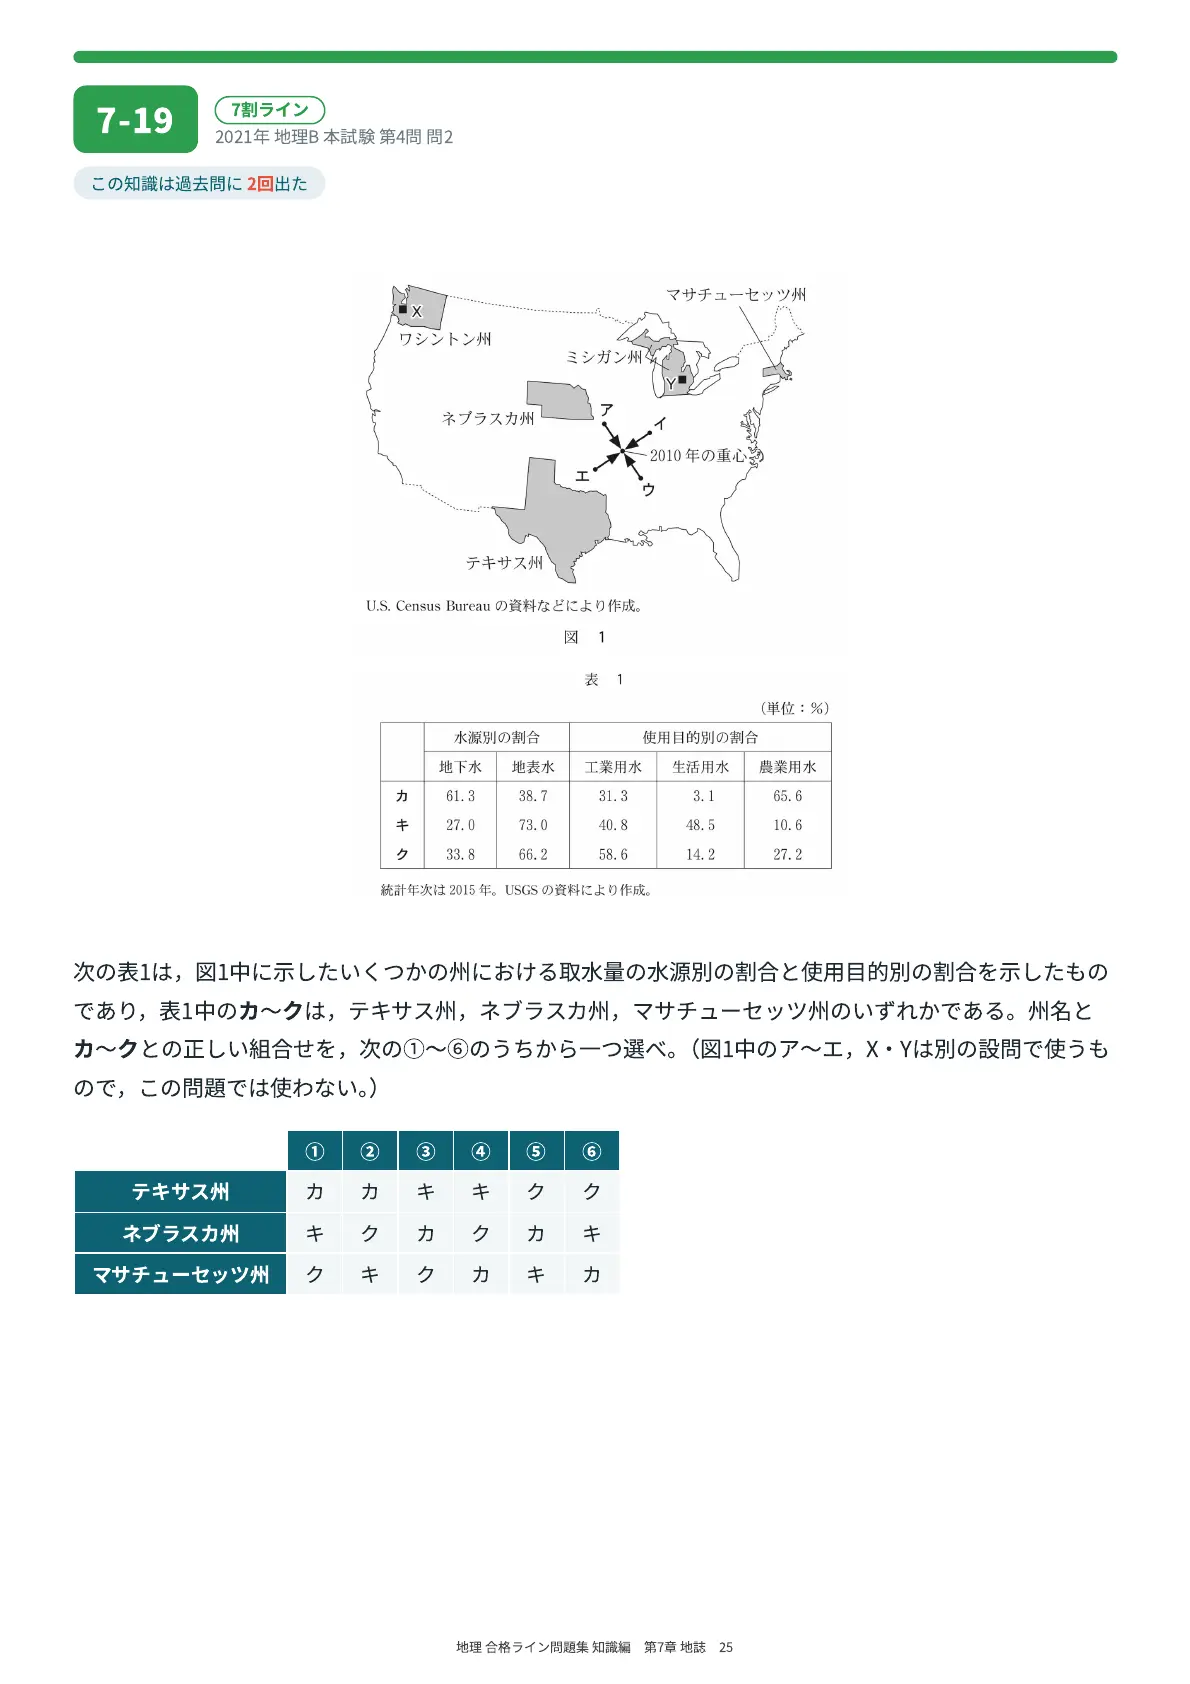 7-19
7割ライン
2021年 地理B 本試験 第4問 問2
この知識は過去問に 2回出た
マサチューセッツ州
X
ワシントン州
ミシガン州
Y
ネブラスカ州
ア
イ
2010 年の重心
エ
ウ
テキサス州
U.S. Census Bureau の資料などにより作成。
図 1
表 1
(単位：％)
水源別の割合 使用目的別の割合
地下水 地表水 工業用水 生活用水 農業用水
カ 61.3 38.7 31.3 3.1 65.6
キ 27.0 73.0 40.8 48.5 10.6
ク 33.8 66.2 58.6 14.2 27.2
統計年次は 2015 年。USGS の資料により作成。
次の表1は，図1中に示したいくつかの州における取水量の水源別の割合と使用目的別の割合を示したもの
であり，表1中のカ〜クは，テキサス州，ネブラスカ州，マサチューセッツ州のいずれかである。州名と
カ〜クとの正しい組合せを，次の①〜⑥のうちから一つ選べ。（図1中のア〜エ，X・Yは別の設問で使うも
ので，この問題では使わない。）
① ② ③ ④ ⑤ ⑥
テキサス州 カ カ キ キ ク ク
ネブラスカ州 キ ク カ ク カ キ
マサチューセッツ州 ク キ ク カ キ カ
地理 合格ライン問題集 知識編 第7章 地誌 25